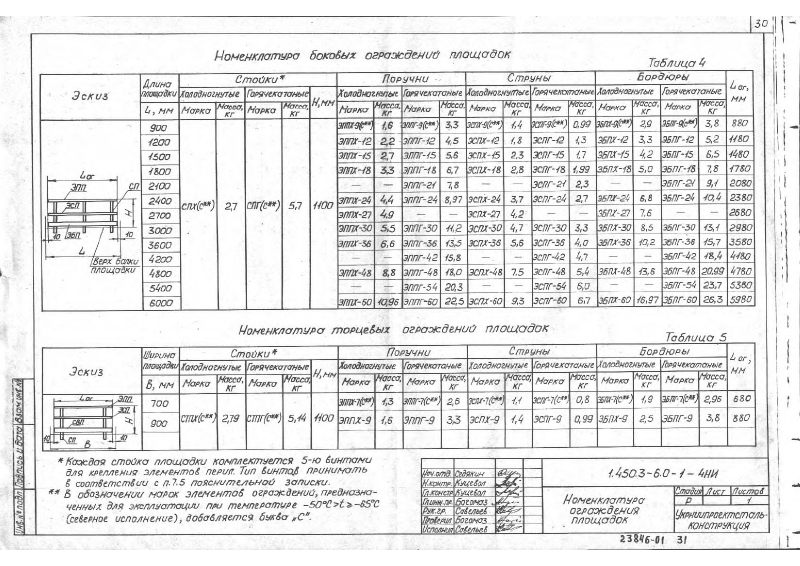 30
Номенклатура боковых ограждений площадок
Таблица 4
Эскиз | Длина площадки L, мм | Стойки* | H, мм | Поручни | Струны | Бордюры | Lог, мм
Холодногнутые | Горячекатаные | Холодногнутые | Горячекатаные | Холодногнутые | Горячекатаные | Холодногнутые | Горячекатаные
Марка | Масса, кг | Марка | Масса, кг | Марка | Масса, кг | Марка | Масса, кг | Марка | Масса, кг | Марка | Масса, кг | Марка | Масса, кг | Марка | Масса, кг
900 | ЭППХ-9(с**) | 1,6 | ЭППГ-9(с**) | 3,3 | ЭСПХ-9(с**) | 1,4 | ЭСПГ-9(с**) | 0,99 | ЭБПХ-9(с**) | 2,9 | ЭБПГ-9(с**) | 3,8 | 880
1200 | ЭППХ-12 | 2,2 | ЭППГ-12 | 4,5 | ЭСПХ-12 | 1,8 | ЭСПГ-12 | 1,3 | ЭБПХ-12 | 3,3 | ЭБПГ-12 | 5,2 | 1180
1500 | ЭППХ-15 | 2,7 | ЭППГ-15 | 5,6 | ЭСПХ-15 | 2,3 | ЭСПГ-15 | 1,7 | ЭБПХ-15 | 4,2 | ЭБПГ-15 | 6,5 | 1480
1800 | ЭППХ-18 | 3,3 | ЭППГ-18 | 6,7 | ЭСПХ-18 | 2,8 | ЭСПГ-18 | 1,99 | ЭБПХ-18 | 5,0 | ЭБПГ-18 | 7,8 | 1780
2100 | — | — | ЭППГ-21 | 7,8 | — | — | ЭСПГ-21 | 2,3 | — | — | ЭБПГ-21 | 9,1 | 2080
2400 | СПХ(с**) | 2,7 | СПГ(с**) | 5,7 | 1100 | ЭППХ-24 | 4,4 | ЭППГ-24 | 8,97 | ЭСПХ-24 | 3,7 | ЭСПГ-24 | 2,7 | ЭБПХ-24 | 6,8 | ЭБПГ-24 | 10,4 | 2380
2700 | ЭППХ-27 | 4,9 | — | — | ЭСПХ-27 | 4,2 | — | — | ЭБПХ-27 | 7,6 | — | — | 2680
3000 | ЭППХ-30 | 5,5 | ЭППГ-30 | 11,2 | ЭСПХ-30 | 4,7 | ЭСПГ-30 | 3,3 | ЭБПХ-30 | 8,5 | ЭБПГ-30 | 13,1 | 2980
3600 | ЭППХ-36 | 6,6 | ЭППГ-36 | 13,5 | ЭСПХ-36 | 5,6 | ЭСПГ-36 | 4,0 | ЭБПХ-36 | 10,2 | ЭБПГ-36 | 15,7 | 3580
4200 | — | — | ЭППГ-42 | 15,8 | — | — | ЭСПГ-42 | 4,7 | — | — | ЭБПГ-42 | 18,4 | 4180
4800 | ЭППХ-48 | 8,8 | ЭППГ-48 | 18,0 | ЭСПХ-48 | 7,5 | ЭСПГ-48 | 5,4 | ЭБПХ-48 | 13,6 | ЭБПГ-48 | 20,99 | 4780
5400 | — | — | ЭППГ-54 | 20,3 | — | — | ЭСПГ-54 | 6,0 | — | — | ЭБПГ-54 | 23,7 | 5380
6000 | ЭППХ-60 | 10,96 | ЭППГ-60 | 22,5 | ЭСПХ-60 | 9,3 | ЭСПГ-60 | 6,7 | ЭБПХ-60 | 16,97 | ЭБПГ-60 | 26,3 | 5980
Lог
ЭПП СП
ЭСП H
10 ЭБП 10
L
Верх балки площадки
Номенклатура торцевых ограждений площадок
Таблица 5
Эскиз | Ширина площадки B, мм | Стойки* | H, мм | Поручни | Струны | Бордюры | Lог, мм
Холодногнутые | Горячекатаные | Холодногнутые | Горячекатаные | Холодногнутые | Горячекатаные | Холодногнутые | Горячекатаные
Марка | Масса, кг | Марка | Масса, кг | Марка | Масса, кг | Марка | Масса, кг | Марка | Масса, кг | Марка | Масса, кг | Марка | Масса, кг | Марка | Масса, кг
700 | СТПХ(с**) | 2,79 | СТПГ(с**) | 5,14 | 1100 | ЭППХ-7(с**) | 1,3 | ЭППГ-7(с**) | 2,6 | ЭСПХ-7(с**) | 1,1 | ЭСПГ-7(с**) | 0,8 | ЭБПХ-7(с**) | 1,9 | ЭБПГ-7(с**) | 2,96 | 680
900 | ЭППХ-9 | 1,6 | ЭППГ-9 | 3,3 | ЭСПХ-9 | 1,4 | ЭСПГ-9 | 0,99 | ЭБПХ-9 | 2,5 | ЭБПГ-9 | 3,8 | 880
Lог ЭПП
H
10 СП 10
B
* Каждая стойка площадки комплектуется 5-ю винтами
для крепления элементов перил. Тип винтов принимать
в соответствии с п.7.5 пояснительной записки.
** В обозначении марок элементов ограждений, предназна-
ченных для эксплуатации при температуре −50°С>t≥−65°С
(северное исполнение), добавляется буква „С".
Нач.отд. Седякин
Н.контр. Куцевал
Гл.констр. Куцевал
Гл.инж.пр. Богомаз
Рук.гр. Савельев
Проверил Богомаз
Исполнил Савельев
1.450.3-6.0-1-4НИ
Номенклатура
ограждения
площадок
Стадия Лист Листов
Р 1
Укрниипроектсталь-
конструкция
23846-01 31
Инв.№подл. Подпись и дата Взам.инв.№